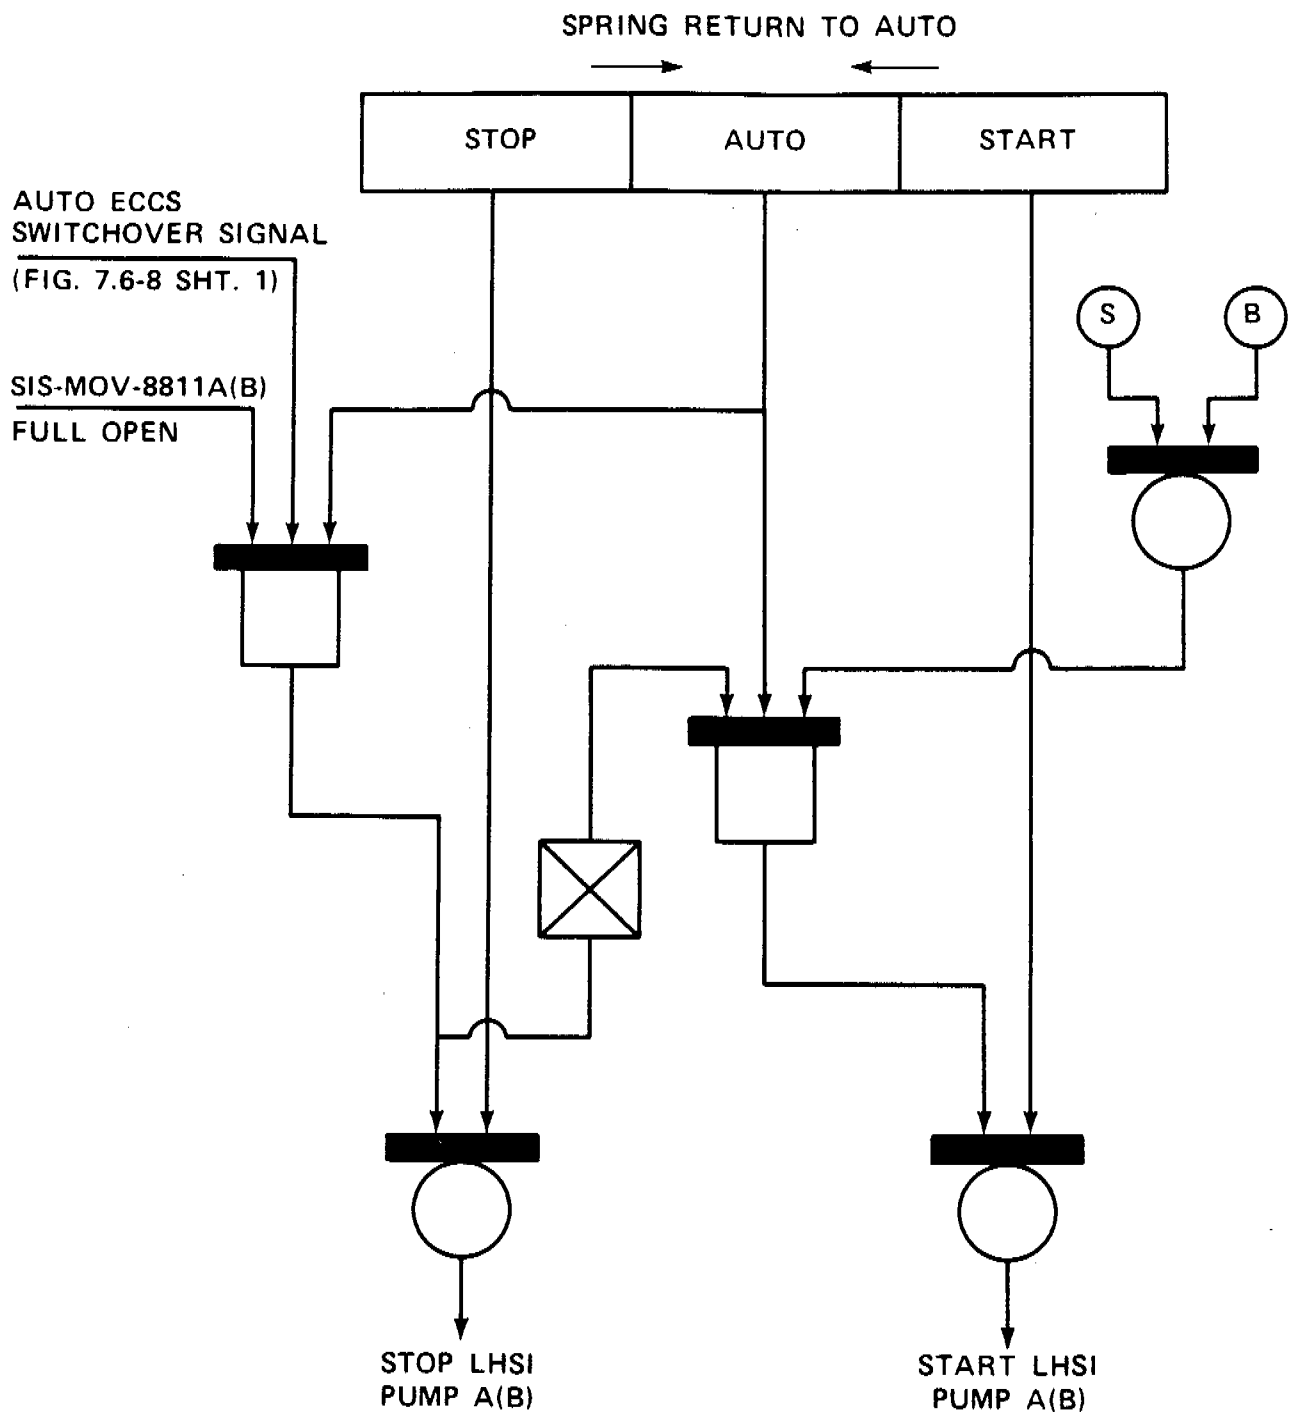 SPRING RETURN TO AUTO
STOP
AUTO
START
AUTO ECCS
SWITCHOVER SIGNAL
(FIG. 7.6-8 SHT. 1)
S
B
SIS-MOV-8811A(B)
FULL OPEN
STOP LHSI
PUMP A(B)
START LHSI
PUMP A(B)